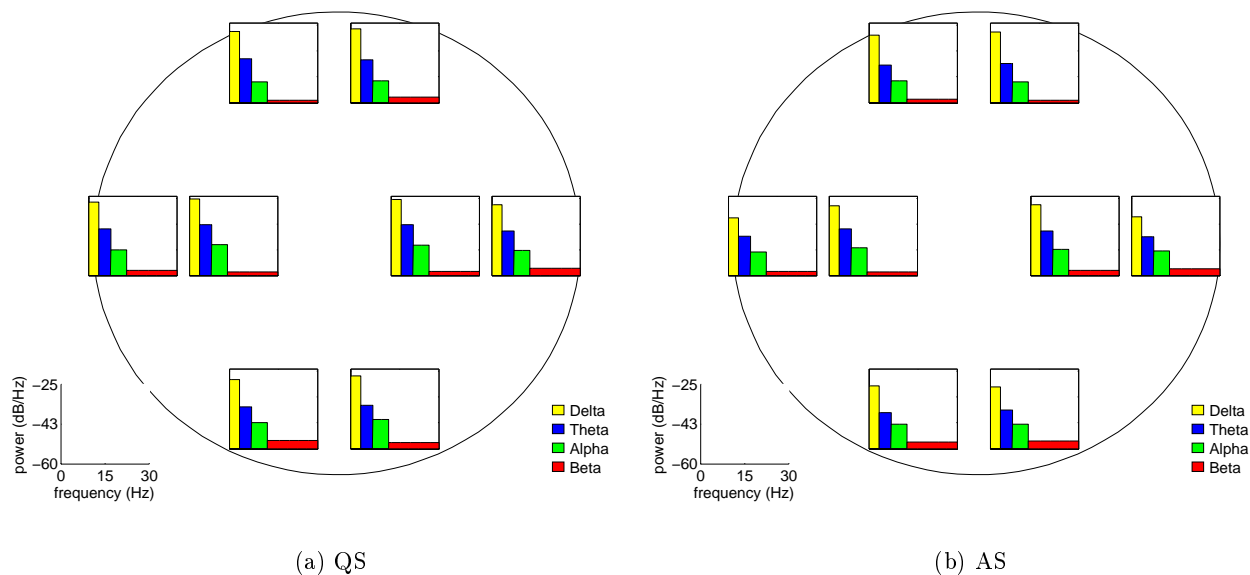 power (dB/Hz)
−25
−43
−60
0 15 30
frequency (Hz)
Delta
Theta
Alpha
Beta
(a) QS
power (dB/Hz)
−25
−43
−60
0 15 30
frequency (Hz)
Delta
Theta
Alpha
Beta
(b) AS